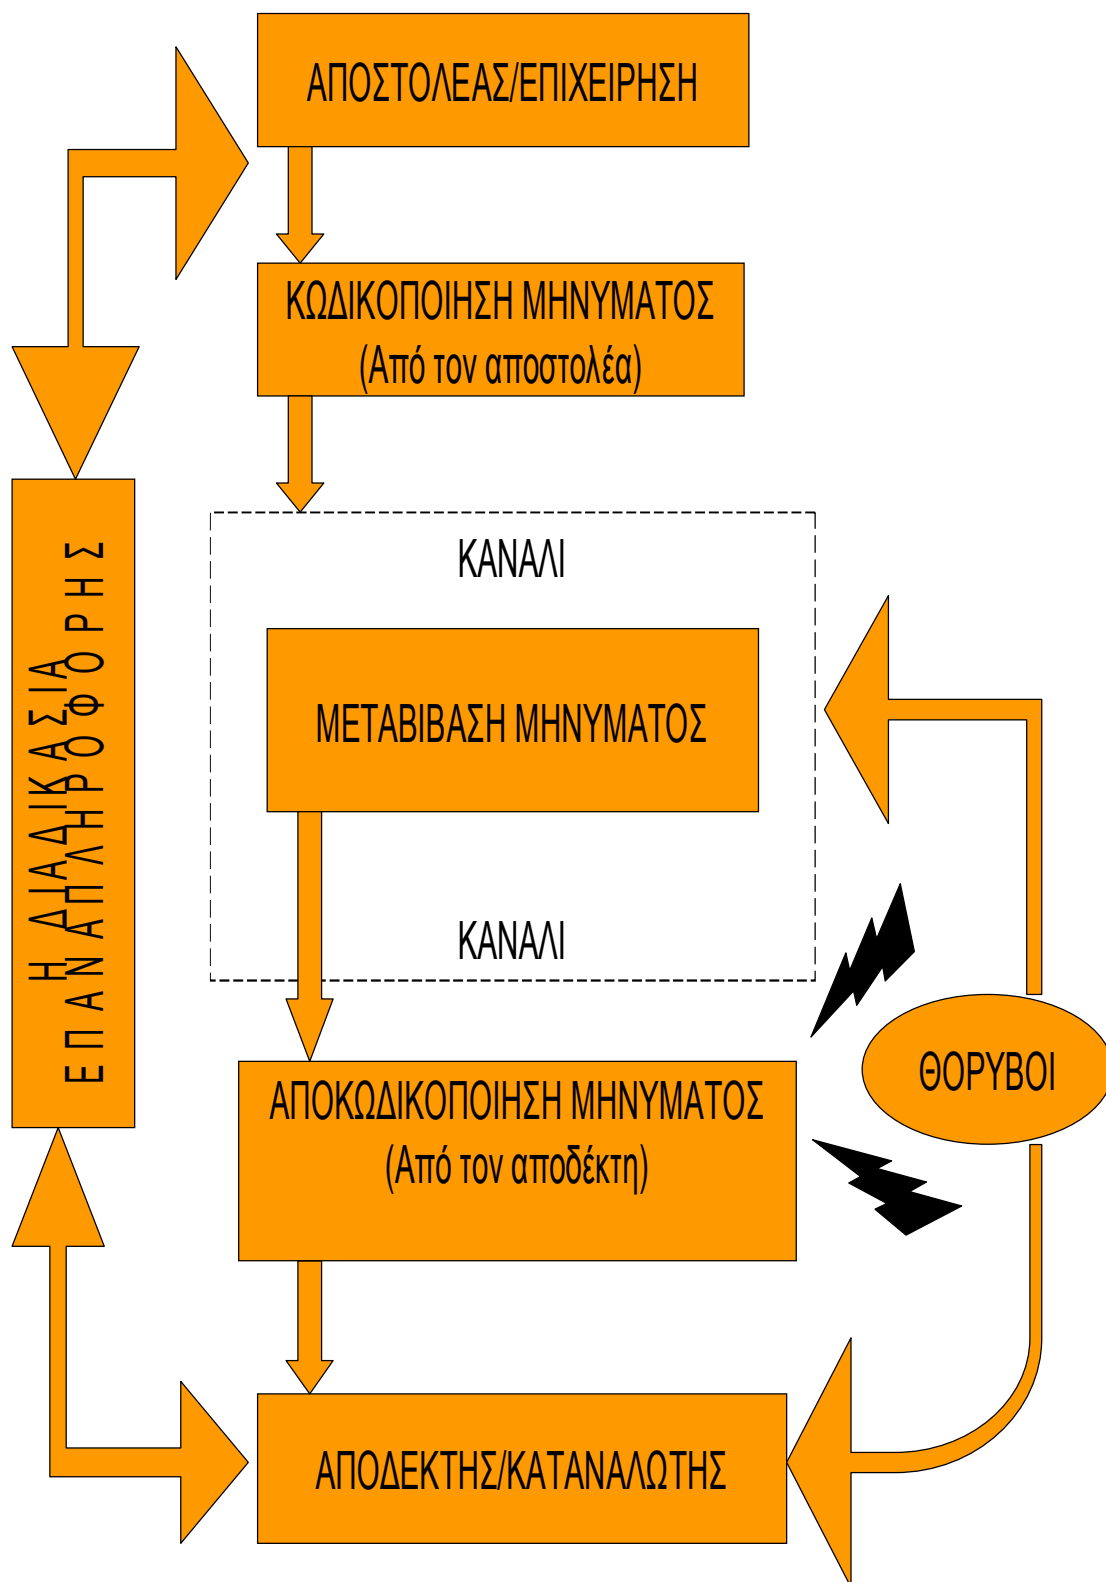 ΑΠΟΣΤΟΛΕΑΣ/ΕΠΙΧΕΙΡΗΣΗ
ΚΩΔΙΚΟΠΟΙΗΣΗ ΜΗΝΥΜΑΤΟΣ
(Από τον αποστολέα)
ΚΑΝΑΛΙ
ΜΕΤΑΒΙΒΑΣΗ ΜΗΝΥΜΑΤΟΣ
ΚΑΝΑΛΙ
Η ΔΙΑΔΙΚΑΣΙΑ
ΕΠΑΝΑΠΛΗΡΟΦΟΡΗΣ
ΑΠΟΚΩΔΙΚΟΠΟΙΗΣΗ ΜΗΝΥΜΑΤΟΣ
(Από τον αποδέκτη)
ΘΟΡΥΒΟΙ
ΑΠΟΔΕΚΤΗΣ/ΚΑΤΑΝΑΛΩΤΗΣ